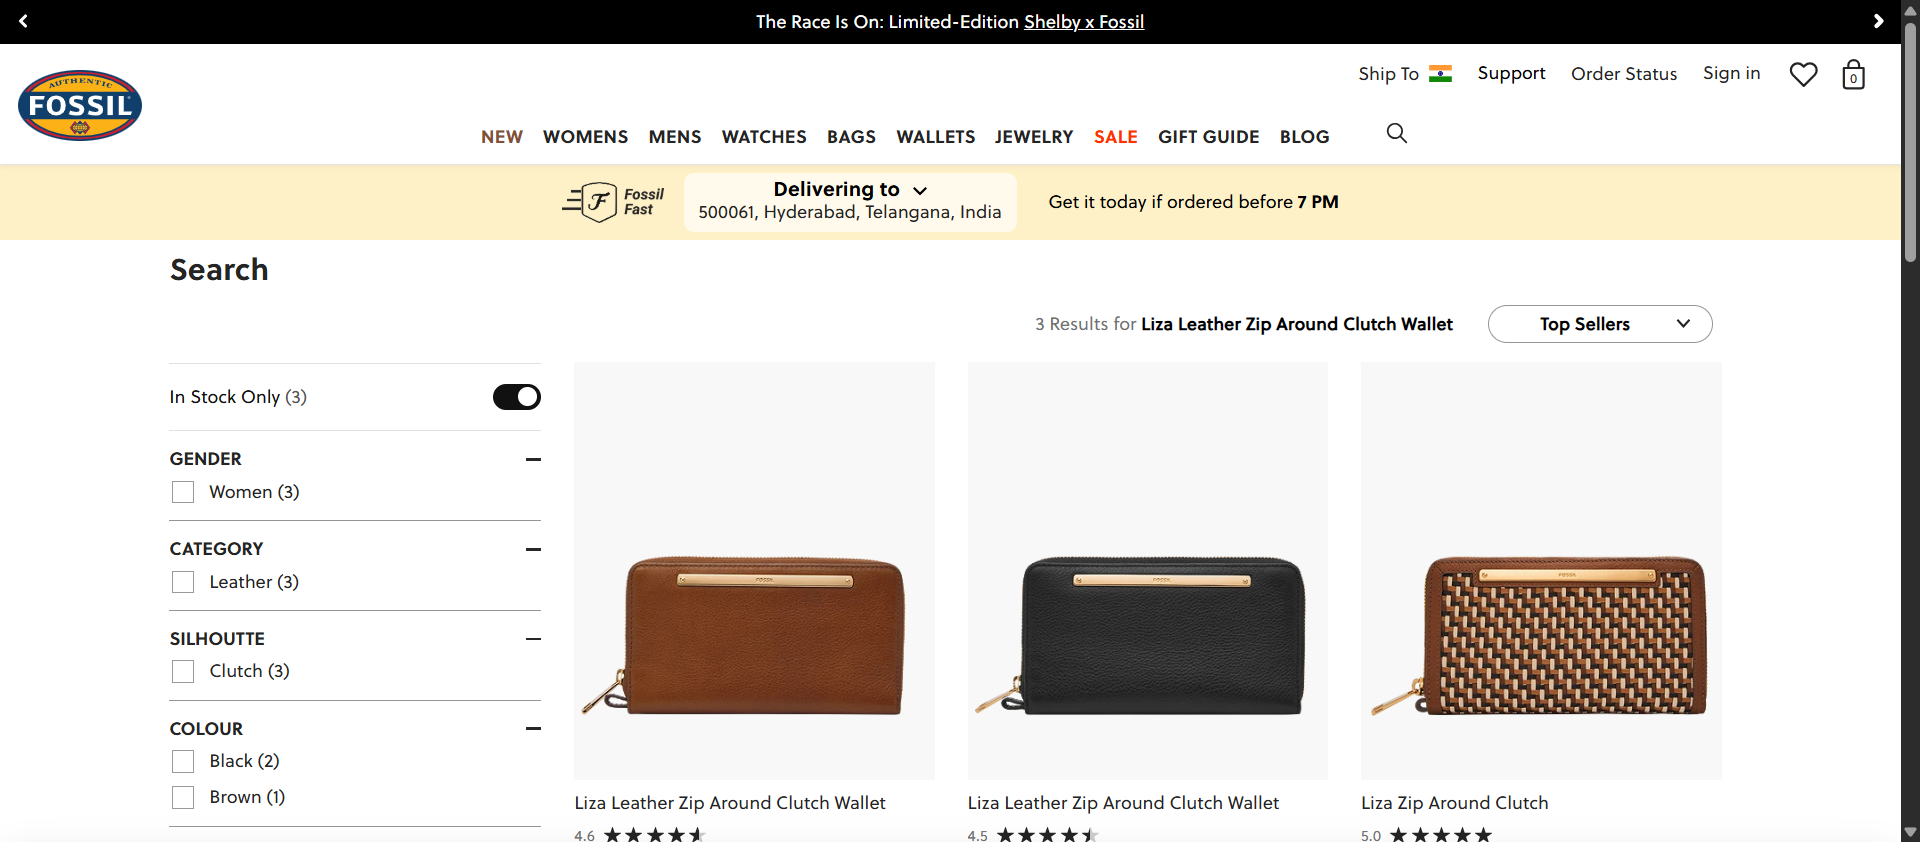 The Race Is On: Limited-Edition Shelby x Fossil
AUTHENTIC
FOSSIL
Ship To
Support
Order Status
Sign in
0
NEW
WOMENS
MENS
WATCHES
BAGS
WALLETS
JEWELRY
SALE
GIFT GUIDE
BLOG
F
Fossil
Fast
Delivering to
500061, Hyderabad, Telangana, India
Get it today if ordered before 7 PM
Search
3 Results for Liza Leather Zip Around Clutch Wallet
Top Sellers
In Stock Only (3)
GENDER
Women (3)
CATEGORY
Leather (3)
SILHOUTTE
Clutch (3)
COLOUR
Black (2)
Brown (1)
FOSSIL
FOSSIL
FOSSIL
Liza Leather Zip Around Clutch Wallet
4.6
Liza Leather Zip Around Clutch Wallet
4.5
Liza Zip Around Clutch
5.0